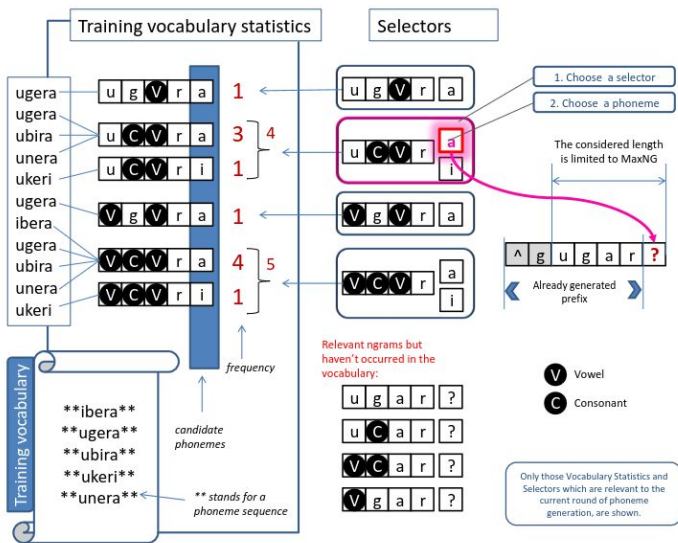 Training vocabulary statistics
Selectors
ugera
ugera
ubira
unera
ukeri
ugera
ibera
ugera
ubira
unera
ukeri
u g V r a 1
u C V r a 3
u C V r i 1
4
V g V r a 1
V C V r a 4
V C V r i 1
5
frequency
candidate
phonemes
u g V r a
u C V r a
i
V g V r a
V C V r a
i
1. Choose a selector
2. Choose a phoneme
The considered length
is limited to MaxNG
^ g u g a r ?
Already generated
prefix
Relevant ngrams but
haven't occurred in the
vocabulary:
u g a r ?
u C a r ?
V C a r ?
V g a r ?
V Vowel
C Consonant
Training vocabulary
**ibera**
**ugera**
**ubira**
**ukeri**
**unera**
** stands for a
phoneme sequence
Only those Vocabulary Statistics and
Selectors which are relevant to the
current round of phoneme
generation, are shown.